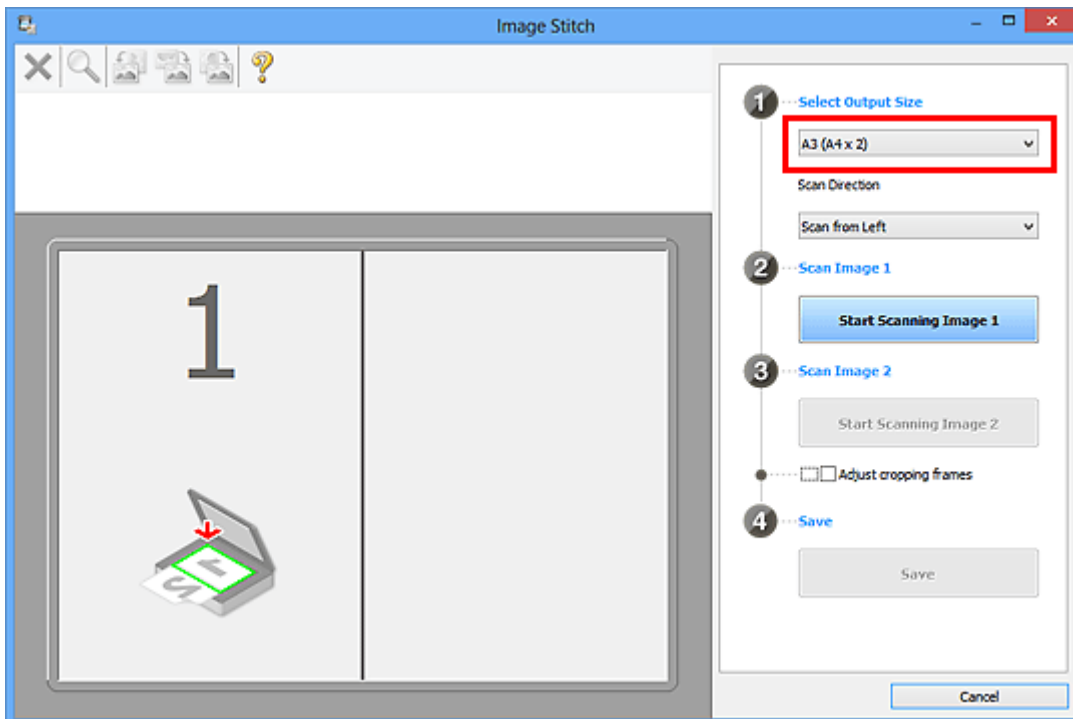 Image Stitch
1 Select Output Size
A3 (A4 x 2)
Scan Direction
Scan from Left
2 Scan Image 1
Start Scanning Image 1
3 Scan Image 2
Start Scanning Image 2
Adjust cropping frames
4 Save
Save
Cancel
1
1
2